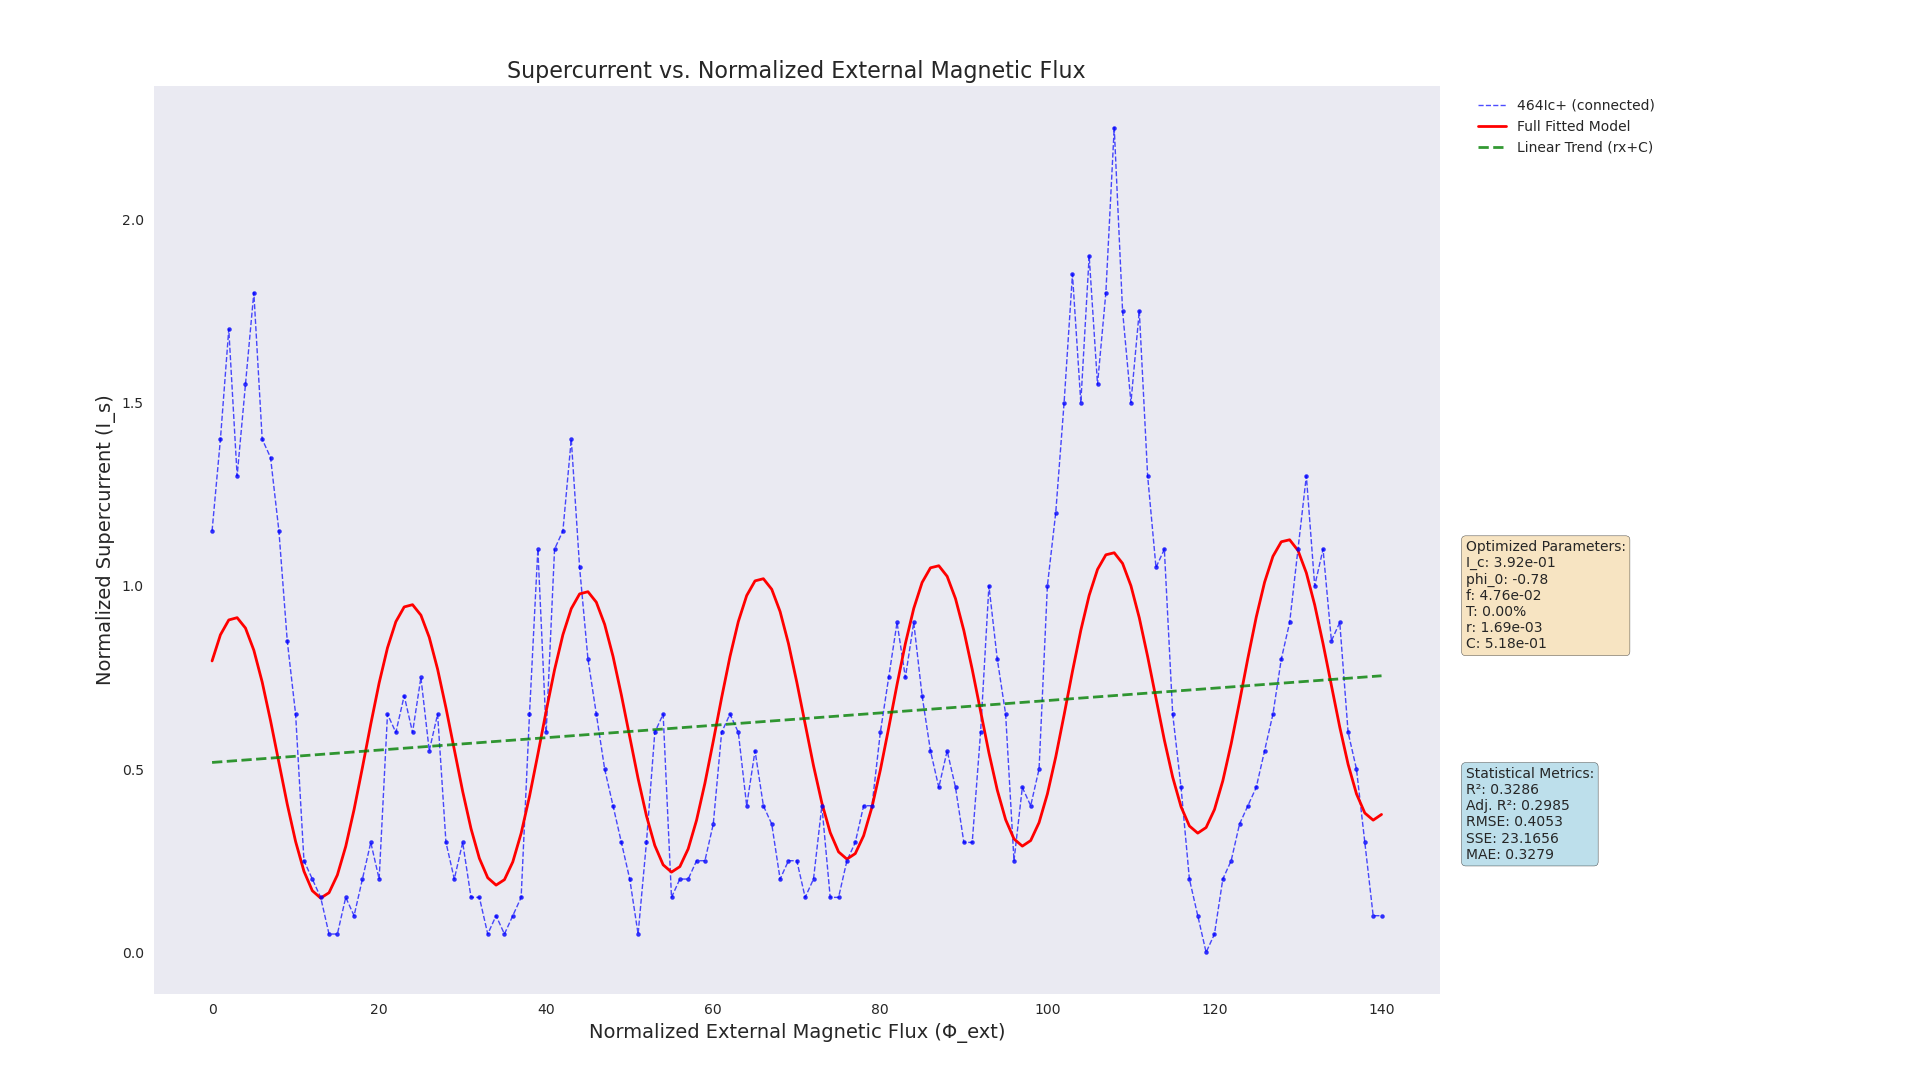 Supercurrent vs. Normalized External Magnetic Flux
464Ic+ (connected)
Full Fitted Model
Linear Trend (rx+C)
Normalized Supercurrent (I_s)
2.0
1.5
1.0
0.5
0.0
0 20 40 60 80 100 120 140
Normalized External Magnetic Flux (Φ_ext)
Optimized Parameters:
I_c: 3.92e-01
phi_0: -0.78
f: 4.76e-02
T: 0.00%
r: 1.69e-03
C: 5.18e-01
Statistical Metrics:
R²: 0.3286
Adj. R²: 0.2985
RMSE: 0.4053
SSE: 23.1656
MAE: 0.3279